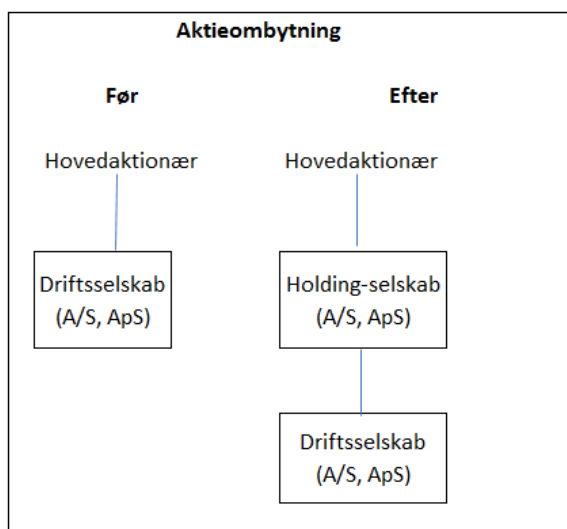 Aktieombytning
Før
Efter
Hovedaktionær
Hovedaktionær
Driftsselskab
(A/S, ApS)
Holding-selskab
(A/S, ApS)
Driftsselskab
(A/S, ApS)